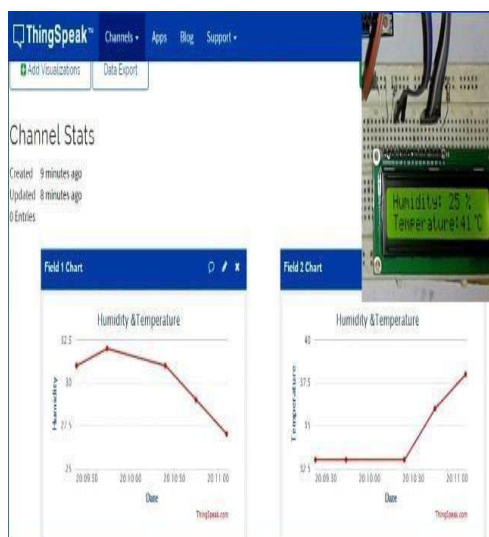 ThingSpeak™ Channels Apps Blog Support
Add Visualizations Data Export
Channel Stats
Created 9 minutes ago
Updated 8 minutes ago
0 Entries
Humidity: 25 %
Temperature:41 °C
Field 1 Chart
Humidity &Temperature
Humidity
32.5
30
27.5
25
20:09:30 20:10:00 20:10:30 20:11:00
Date
ThingSpeak.com
Field 2 Chart
Humidity &Temperature
Temperature
40
37.5
35
32.5
20:09:30 20:10:00 20:10:30 20:11:00
Date
ThingSpeak.com